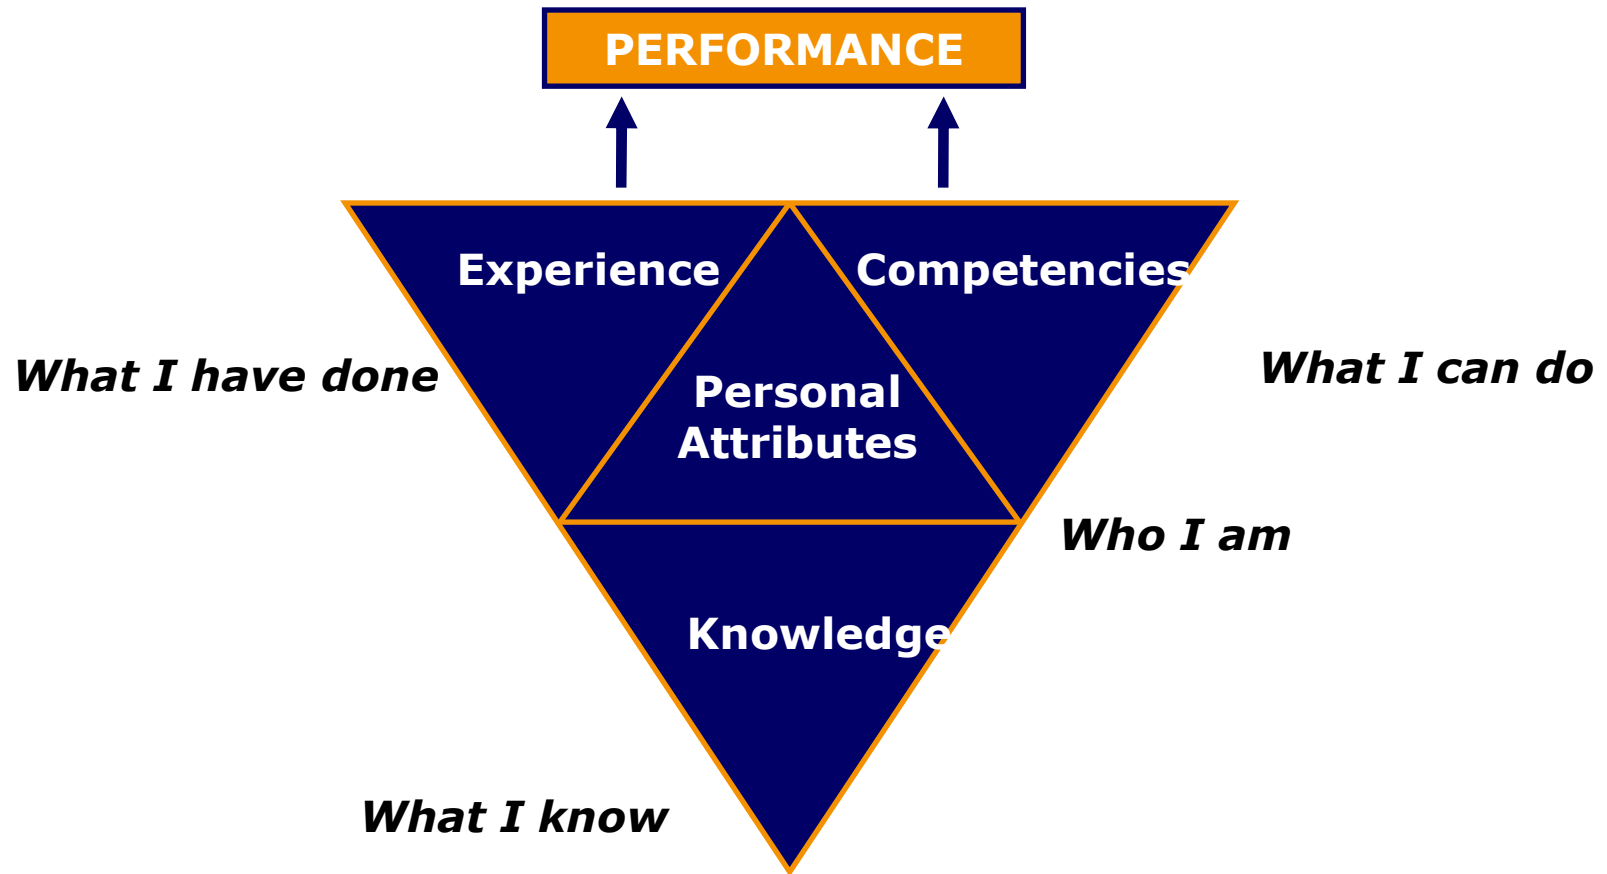 PERFORMANCE
Experience
Competencies
What I have done
What I can do
Personal
Attributes
Who I am
Knowledge
What I know